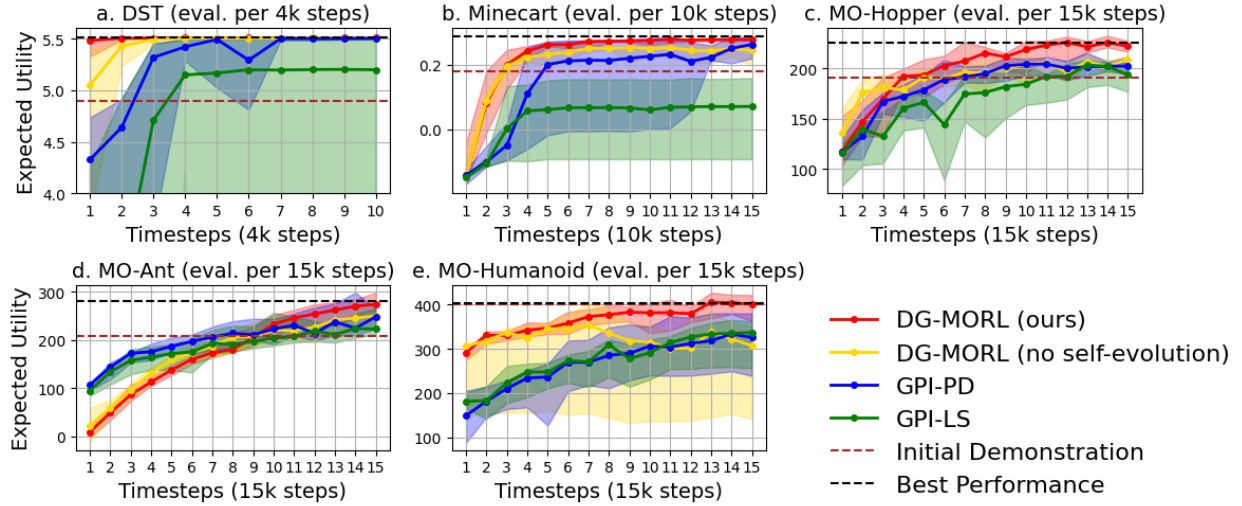 a. DST (eval. per 4k steps)
b. Minecart (eval. per 10k steps)
c. MO-Hopper (eval. per 15k steps)
Expected Utility
5.5
5.0
4.5
4.0
1 2 3 4 5 6 7 8 9 10
Timesteps (4k steps)
0.2
0.0
1 2 3 4 5 6 7 8 9 10 11 12 13 14 15
Timesteps (10k steps)
200
150
100
1 2 3 4 5 6 7 8 9 10 11 12 13 14 15
Timesteps (15k steps)
d. MO-Ant (eval. per 15k steps)
e. MO-Humanoid (eval. per 15k steps)
Expected Utility
300
200
100
0
1 2 3 4 5 6 7 8 9 10 11 12 13 14 15
Timesteps (15k steps)
400
300
200
100
1 2 3 4 5 6 7 8 9 10 11 12 13 14 15
Timesteps (15k steps)
DG-MORL (ours)
DG-MORL (no self-evolution)
GPI-PD
GPI-LS
Initial Demonstration
Best Performance